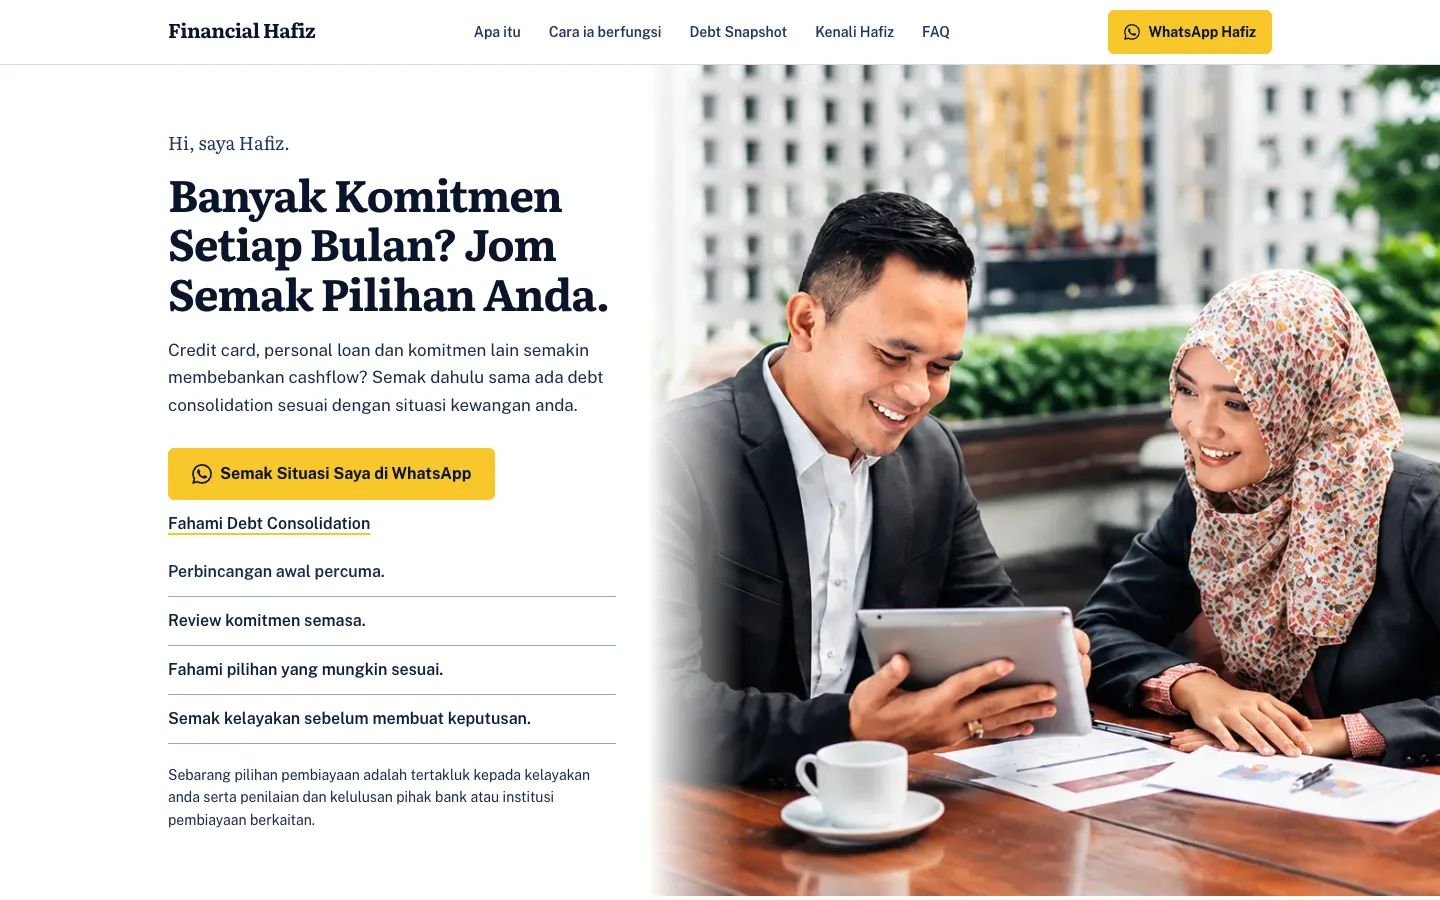 Financial Hafiz
Apa itu
Cara ia berfungsi
Debt Snapshot
Kenali Hafiz
FAQ
WhatsApp Hafiz
Hi, saya Hafiz.
Banyak Komitmen
Setiap Bulan? Jom
Semak Pilihan Anda.
Credit card, personal loan dan komitmen lain semakin
membebankan cashflow? Semak dahulu sama ada debt
consolidation sesuai dengan situasi kewangan anda.
Semak Situasi Saya di WhatsApp
Fahami Debt Consolidation
Perbincangan awal percuma.
Review komitmen semasa.
Fahami pilihan yang mungkin sesuai.
Semak kelayakan sebelum membuat keputusan.
Sebarang pilihan pembiayaan adalah tertakluk kepada kelayakan
anda serta penilaian dan kelulusan pihak bank atau institusi
pembiayaan berkaitan.